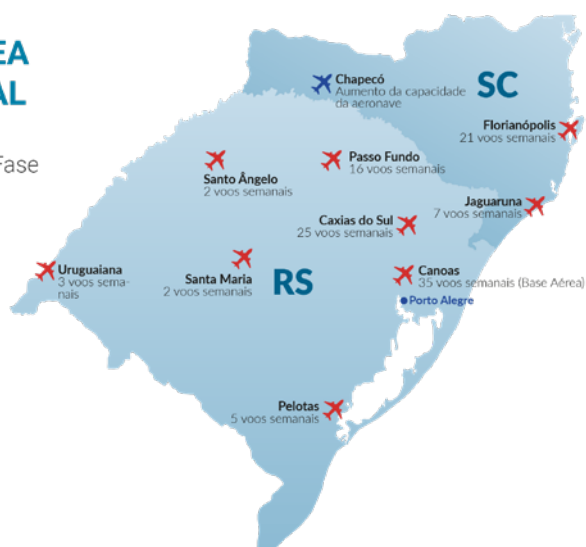 EA
AL
Fase
Chapecó
Aumento da capacidade
da aeronave
SC
Florianópolis
21 voos semanais
Santo Ângelo
2 voos semanais
Passo Fundo
16 voos semanais
Jaguaruna
7 voos semanais
Caxias do Sul
25 voos semanais
Uruguaiana
3 voos sema-
nais
Santa Maria
2 voos semanais
RS
Canoas
35 voos semanais (Base Aérea)
Porto Alegre
Pelotas
5 voos semanais